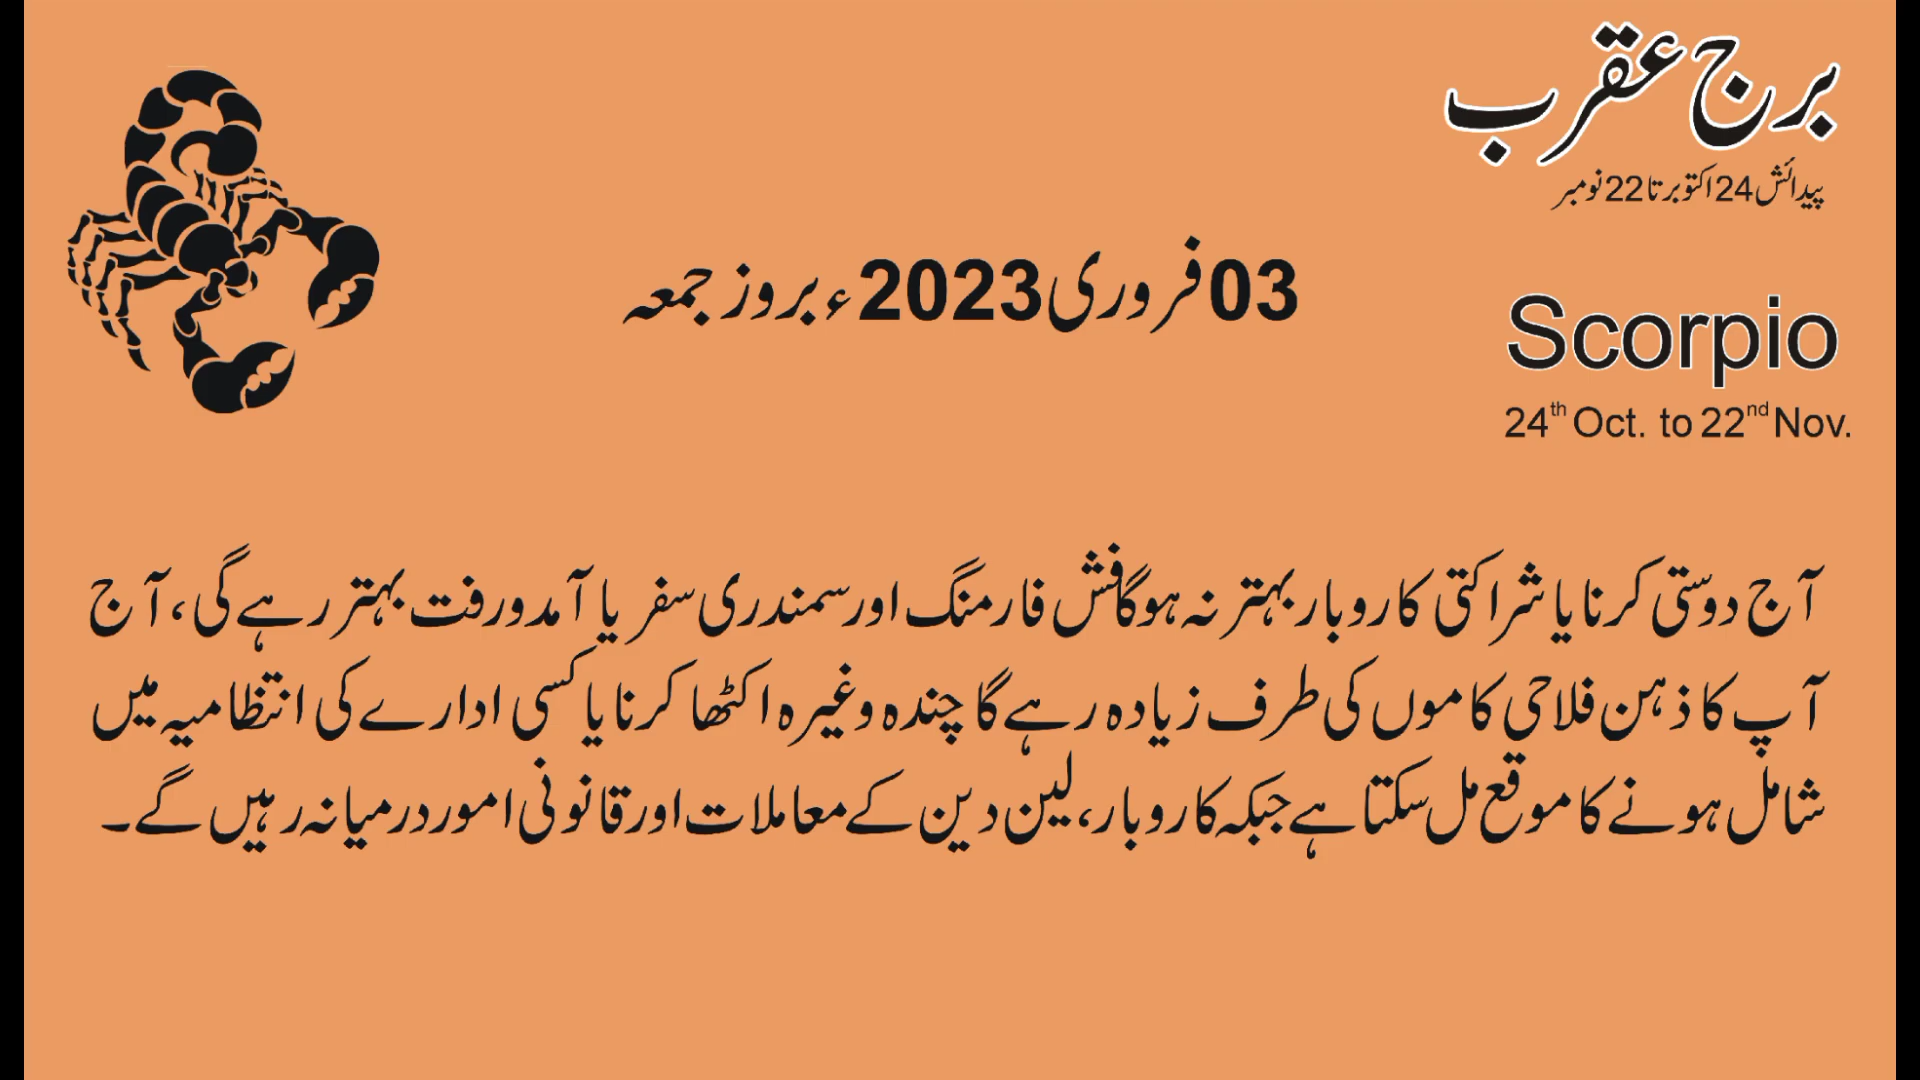 برج عقرب
پیدائش 24 اکتوبر تا 22 نومبر
03 فروری 2023ء بروز جمعہ
Scorpio
24th Oct. to 22nd Nov.
آج دوستی کرنا یا شراکتی کاروبار بہتر نہ ہوگا فش فارمنگ اور سمندری سفر یا آمدورفت بہتر رہے گی، آج
آپ کا ذہن فلاحی کاموں کی طرف زیادہ رہے گا چندہ وغیرہ اکٹھا کرنا یا کسی ادارے کی انتظامیہ میں
شامل ہونے کا موقع مل سکتا ہے جبکہ کاروبار، لین دین کے معاملات اور قانونی امور درمیانہ رہیں گے۔